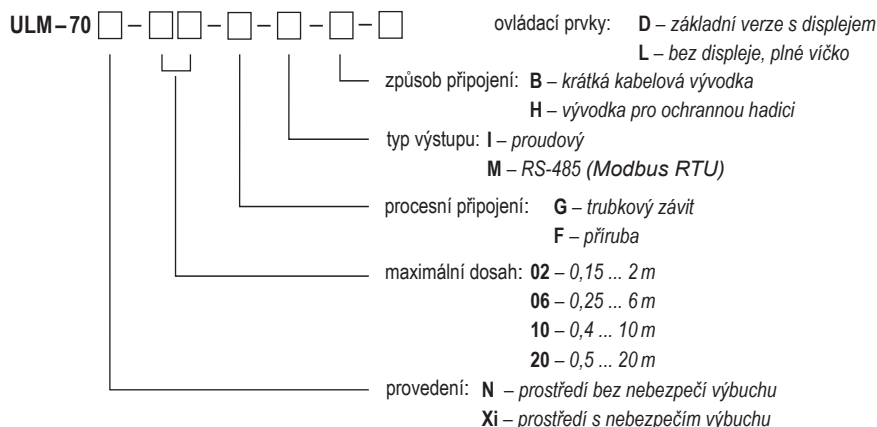 ULM–70 □ – □□ – □ – □ – □ – □
ovládací prvky: D – základní verze s displejem
L – bez displeje, plné víčko
způsob připojení: B – krátká kabelová vývodka
H – vývodka pro ochrannou hadici
typ výstupu: I – proudový
M – RS-485 (Modbus RTU)
procesní připojení: G – trubkový závit
F – příruba
maximální dosah: 02 – 0,15 ... 2 m
06 – 0,25 ... 6 m
10 – 0,4 ... 10 m
20 – 0,5 ... 20 m
provedení: N – prostředí bez nebezpečí výbuchu
Xi – prostředí s nebezpečím výbuchu